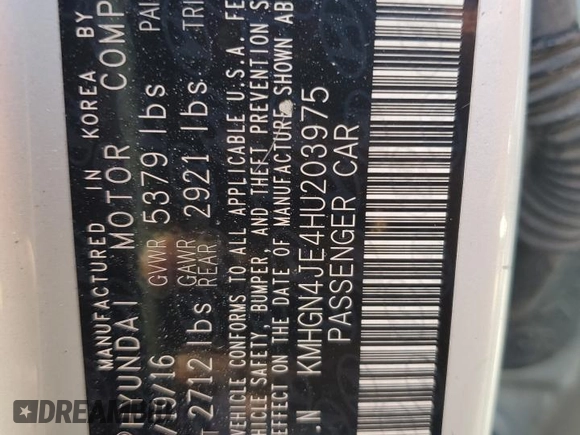 MANUFACTURED IN KOREA BY
HYUNDAI MOTOR COMP
/16 GVWR 5379 lbs PAI
2712 lbs GAWR REAR 2921 lbs TRI
VEHICLE CONFORMS TO ALL APPLICABLE U.S.A. FE
VEHICLE SAFETY, BUMPER, AND THEFT PREVENTION S
EFFECT ON THE DATE OF MANUFACTURE SHOWN AB
KMHGN4JE4HU203975
PASSENGER CAR